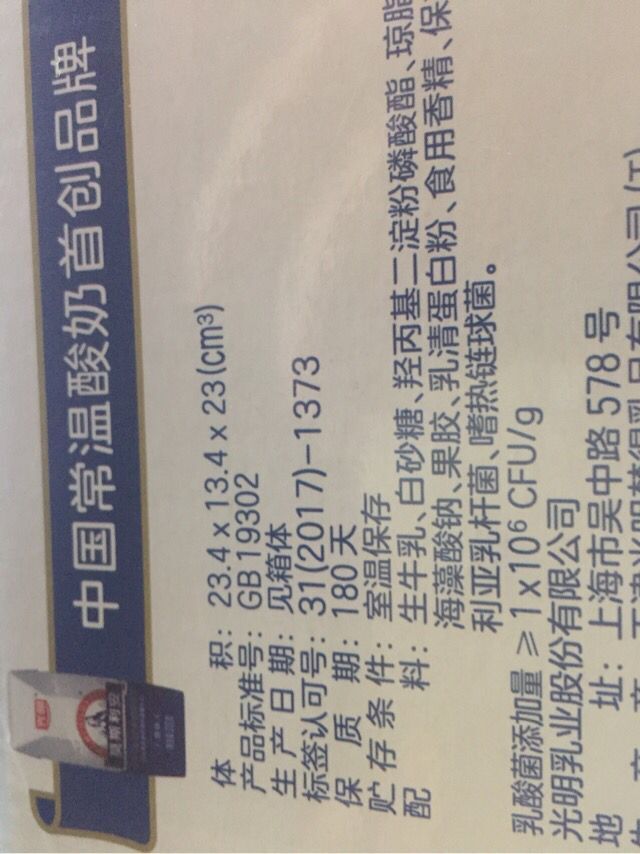 中国常温酸奶首创品牌
体积：23.4 x 13.4 x 23(cm³)
产品标准号：GB 19302
生产日期：见箱体
标签认可号：31(2017)-1373
保质期：180 天
贮存条件：室温保存
配料：生牛乳、白砂糖、羟丙基二淀粉磷酸酯、琼脂
海藻酸钠、果胶、乳清蛋白粉、食用香精、保
利亚乳杆菌、嗜热链球菌。
乳酸菌添加量 ≥ 1x10⁶ CFU/g
光明乳业股份有限公司
地址：上海市吴中路 578 号